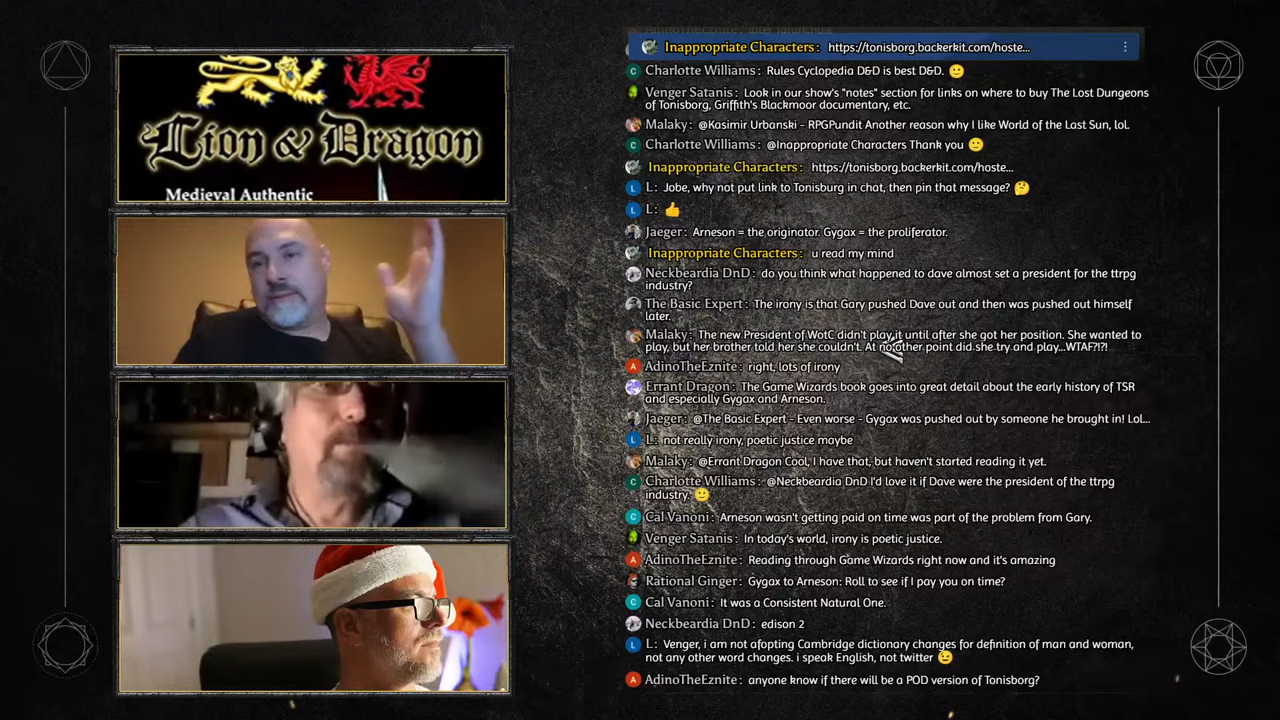 Lion & Dragon
Medieval Authentic
Inappropriate Characters: https://tonisborg.backerkit.com/hoste...
Charlotte Williams: Rules Cyclopedia D&D is best D&D. 🙂
Venger Satanis: Look in our show's "notes" section for links on where to buy The Lost Dungeons
of Tonisborg, Griffith's Blackmoor documentary, etc.
Malaky: @Kasimir Urbanski - RPGPundit Another reason why I like World of the Last Sun, lol.
Charlotte Williams: @Inappropriate Characters Thank you 🙂
Inappropriate Characters: https://tonisborg.backerkit.com/hoste...
L: Jobe, why not put link to Tonisburg in chat, then pin that message? 🤔
L: 👍
Jaeger: Arneson = the originator. Gygax = the proliferator.
Inappropriate Characters: u read my mind
Neckbeardia DnD: do you think what happened to dave almost set a president for the ttrpg
industry?
The Basic Expert: The irony is that Gary pushed Dave out and then was pushed out himself
later.
Malaky: The new President of WotC didn't play it until after she got her position. She wanted to
play, but her brother told her she couldn't. At no other point did she try and play...WTAF?!?!
AdinoTheEznite: right, lots of irony
Errant Dragon: The Game Wizards book goes into great detail about the early history of TSR
and especially Gygax and Arneson.
Jaeger: @The Basic Expert - Even worse - Gygax was pushed out by someone he brought in! LoL...
L: not really irony, poetic justice maybe
Malaky: @Errant Dragon Cool, I have that, but haven't started reading it yet.
Charlotte Williams: @Neckbeardia DnD I'd love it if Dave were the president of the ttrpg
industry. 🙂
Cal Vanoni: Arneson wasn't getting paid on time was part of the problem from Gary.
Venger Satanis: In today's world, irony is poetic justice.
AdinoTheEznite: Reading through Game Wizards right now and it's amazing
Rational Ginger: Gygax to Arneson: Roll to see if I pay you on time?
Cal Vanoni: It was a Consistent Natural One.
Neckbeardia DnD: edison 2
L: Venger, i am not afopting Cambridge dictionary changes for definition of man and woman,
not any other word changes. i speak English, not twitter 😉
AdinoTheEznite: anyone know if there will be a POD version of Tonisborg?